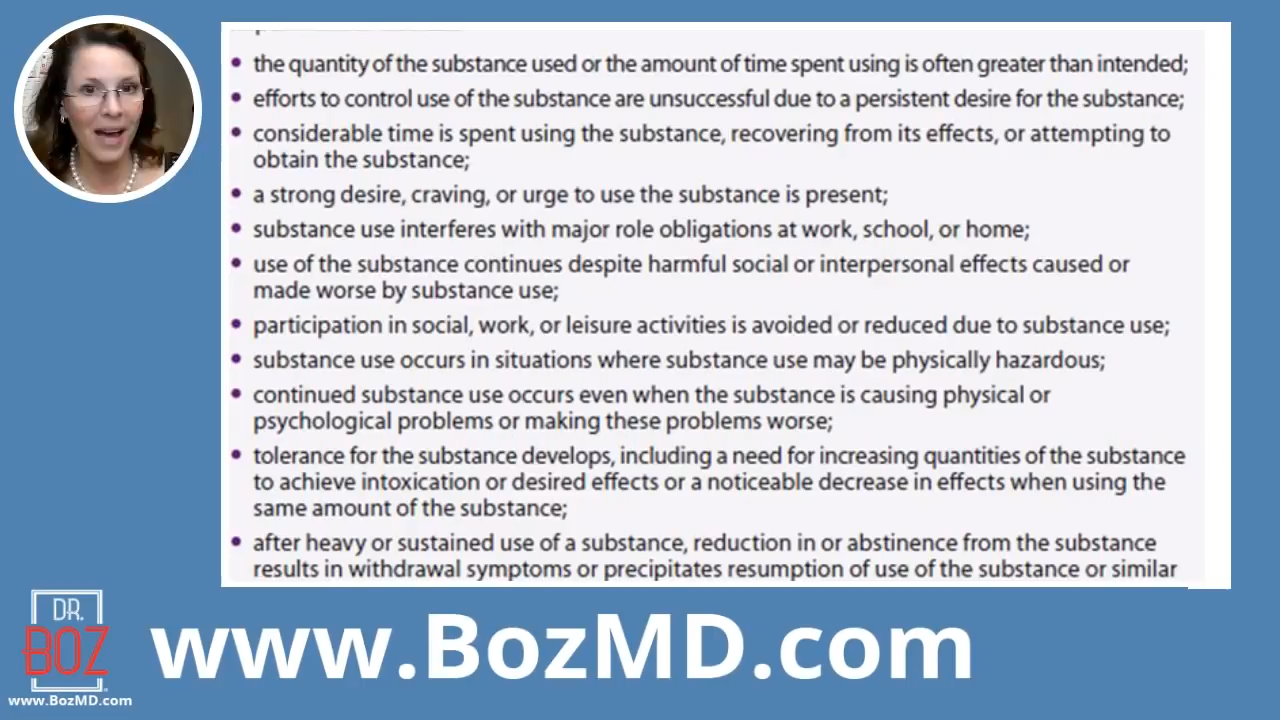 • the quantity of the substance used or the amount of time spent using is often greater than intended;
• efforts to control use of the substance are unsuccessful due to a persistent desire for the substance;
• considerable time is spent using the substance, recovering from its effects, or attempting to
obtain the substance;
• a strong desire, craving, or urge to use the substance is present;
• substance use interferes with major role obligations at work, school, or home;
• use of the substance continues despite harmful social or interpersonal effects caused or
made worse by substance use;
• participation in social, work, or leisure activities is avoided or reduced due to substance use;
• substance use occurs in situations where substance use may be physically hazardous;
• continued substance use occurs even when the substance is causing physical or
psychological problems or making these problems worse;
• tolerance for the substance develops, including a need for increasing quantities of the substance
to achieve intoxication or desired effects or a noticeable decrease in effects when using the
same amount of the substance;
• after heavy or sustained use of a substance, reduction in or abstinence from the substance
results in withdrawal symptoms or precipitates resumption of use of the substance or similar
DR.
BOZ
www.BozMD.com
www.BozMD.com